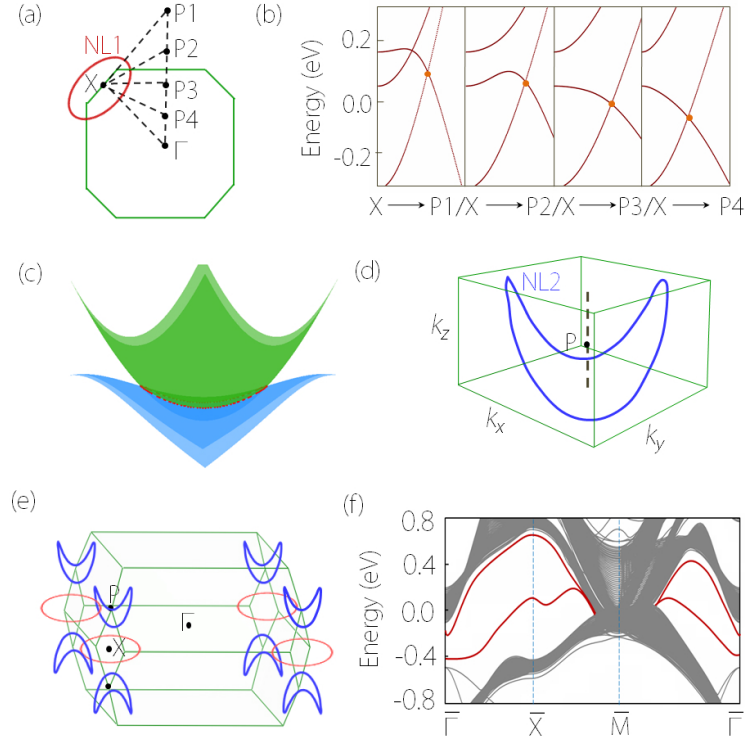 (a)
P1
NL1
P2
X
P3
P4
Γ
(b)
Energy (eV)
0.2
0.0
-0.2
X → P1/X → P2/X → P3/X → P4
(c)
(d)
NL2
P
k_z
k_x
k_y
(e)
P
Γ
X
(f)
Energy (eV)
0.8
0.4
0.0
-0.4
-0.8
Γ̅ X̅ M̅ Γ̅